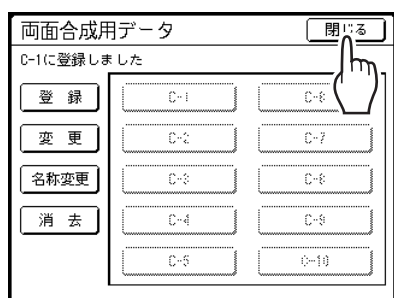 両面合成用データ
閉じる
C-1に登録しました
登 録
C-1
C-6
変 更
C-2
C-7
名称変更
C-3
C-8
消 去
C-4
C-9
C-5
C-10